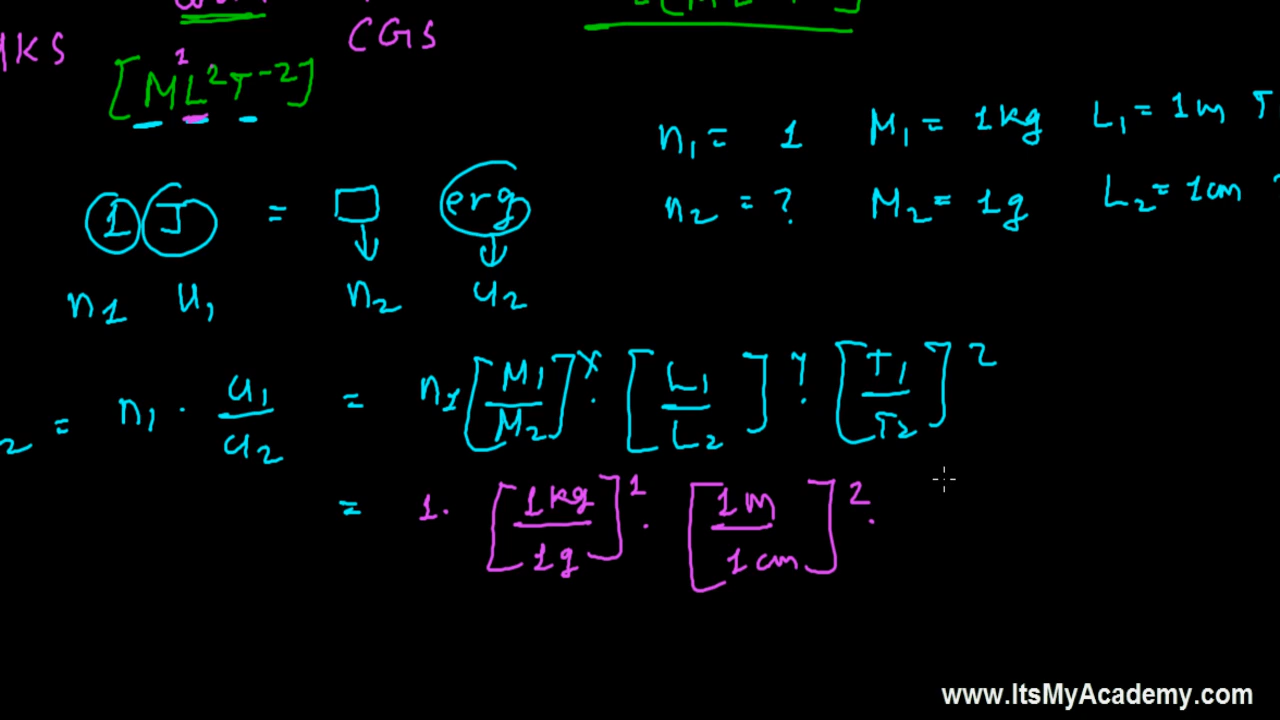 MKS CGS
[ML²T⁻²]
1
n₁ = 1 M₁ = 1kg L₁ = 1m T
n₂ = ? M₂ = 1g L₂ = 1cm
1 J = □ erg
n1 u₁ n₂ u₂
₂ = n₁ · u₁/u₂ = n1 [M₁/M₂]ˣ · [L₁/L₂]ʸ · [T₁/T₂]ᶻ
= 1 · [1kg/1g]¹ · [1m/1cm]² ·
www.ItsMyAcademy.com